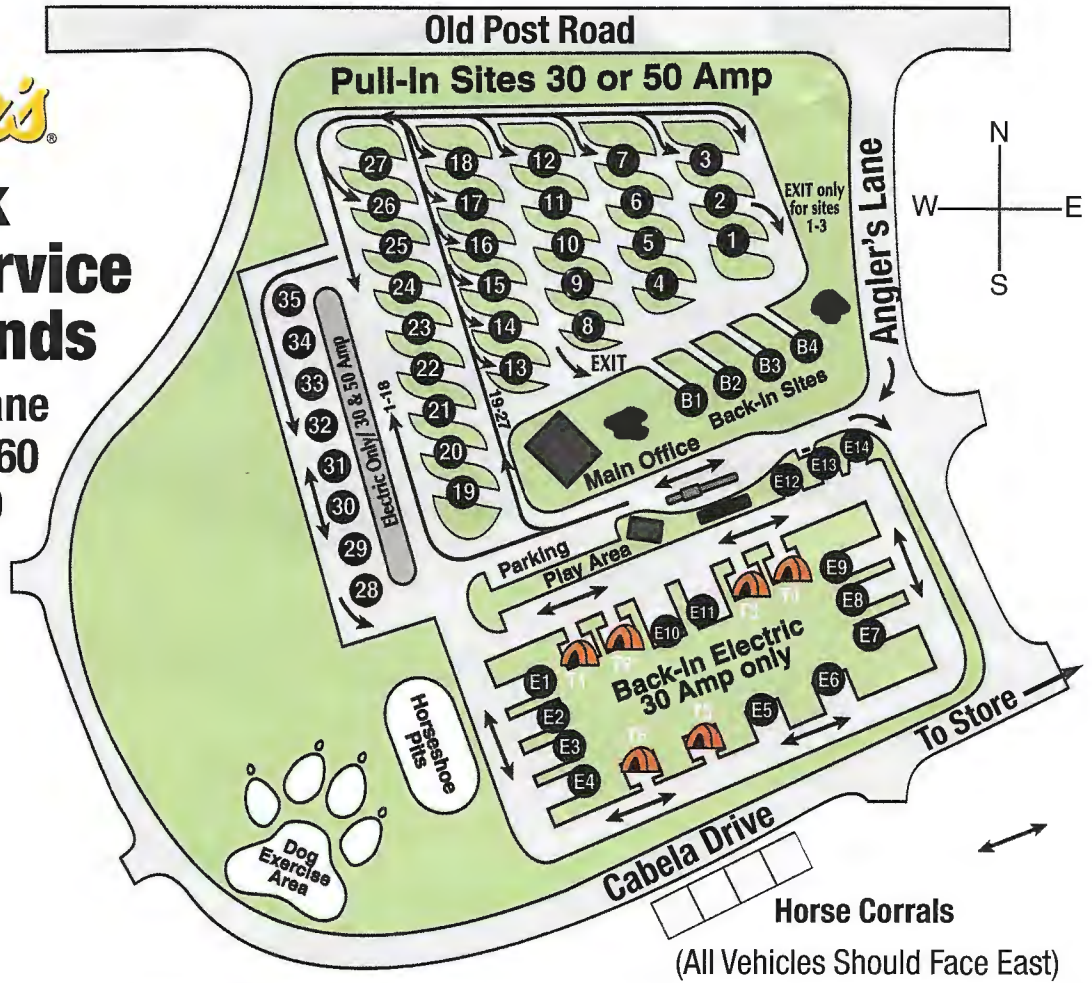 Old Post Road
Pull-In Sites 30 or 50 Amp
®
N
W
E
S
Angler's Lane
EXIT only
for sites
1-3
27
18
12
7
3
26
17
11
6
2
25
16
10
5
1
24
15
9
4
23
14
8
22
13
21
20
19
EXIT
1-18
19-27
35
34
33
32
31
30
29
28
Electric Only/ 30 & 50 Amp
B1
B2
B3
B4
Back-In Sites
Main Office
Parking
Play Area
E12
E13
E14
E9
E8
E7
E11
E10
E1
E2
E3
E4
E5
E6
T1
Back-In Electric
30 Amp only
Horseshoe
Pits
Dog
Exercise
Area
To Store
Cabela Drive
Horse Corrals
(All Vehicles Should Face East)